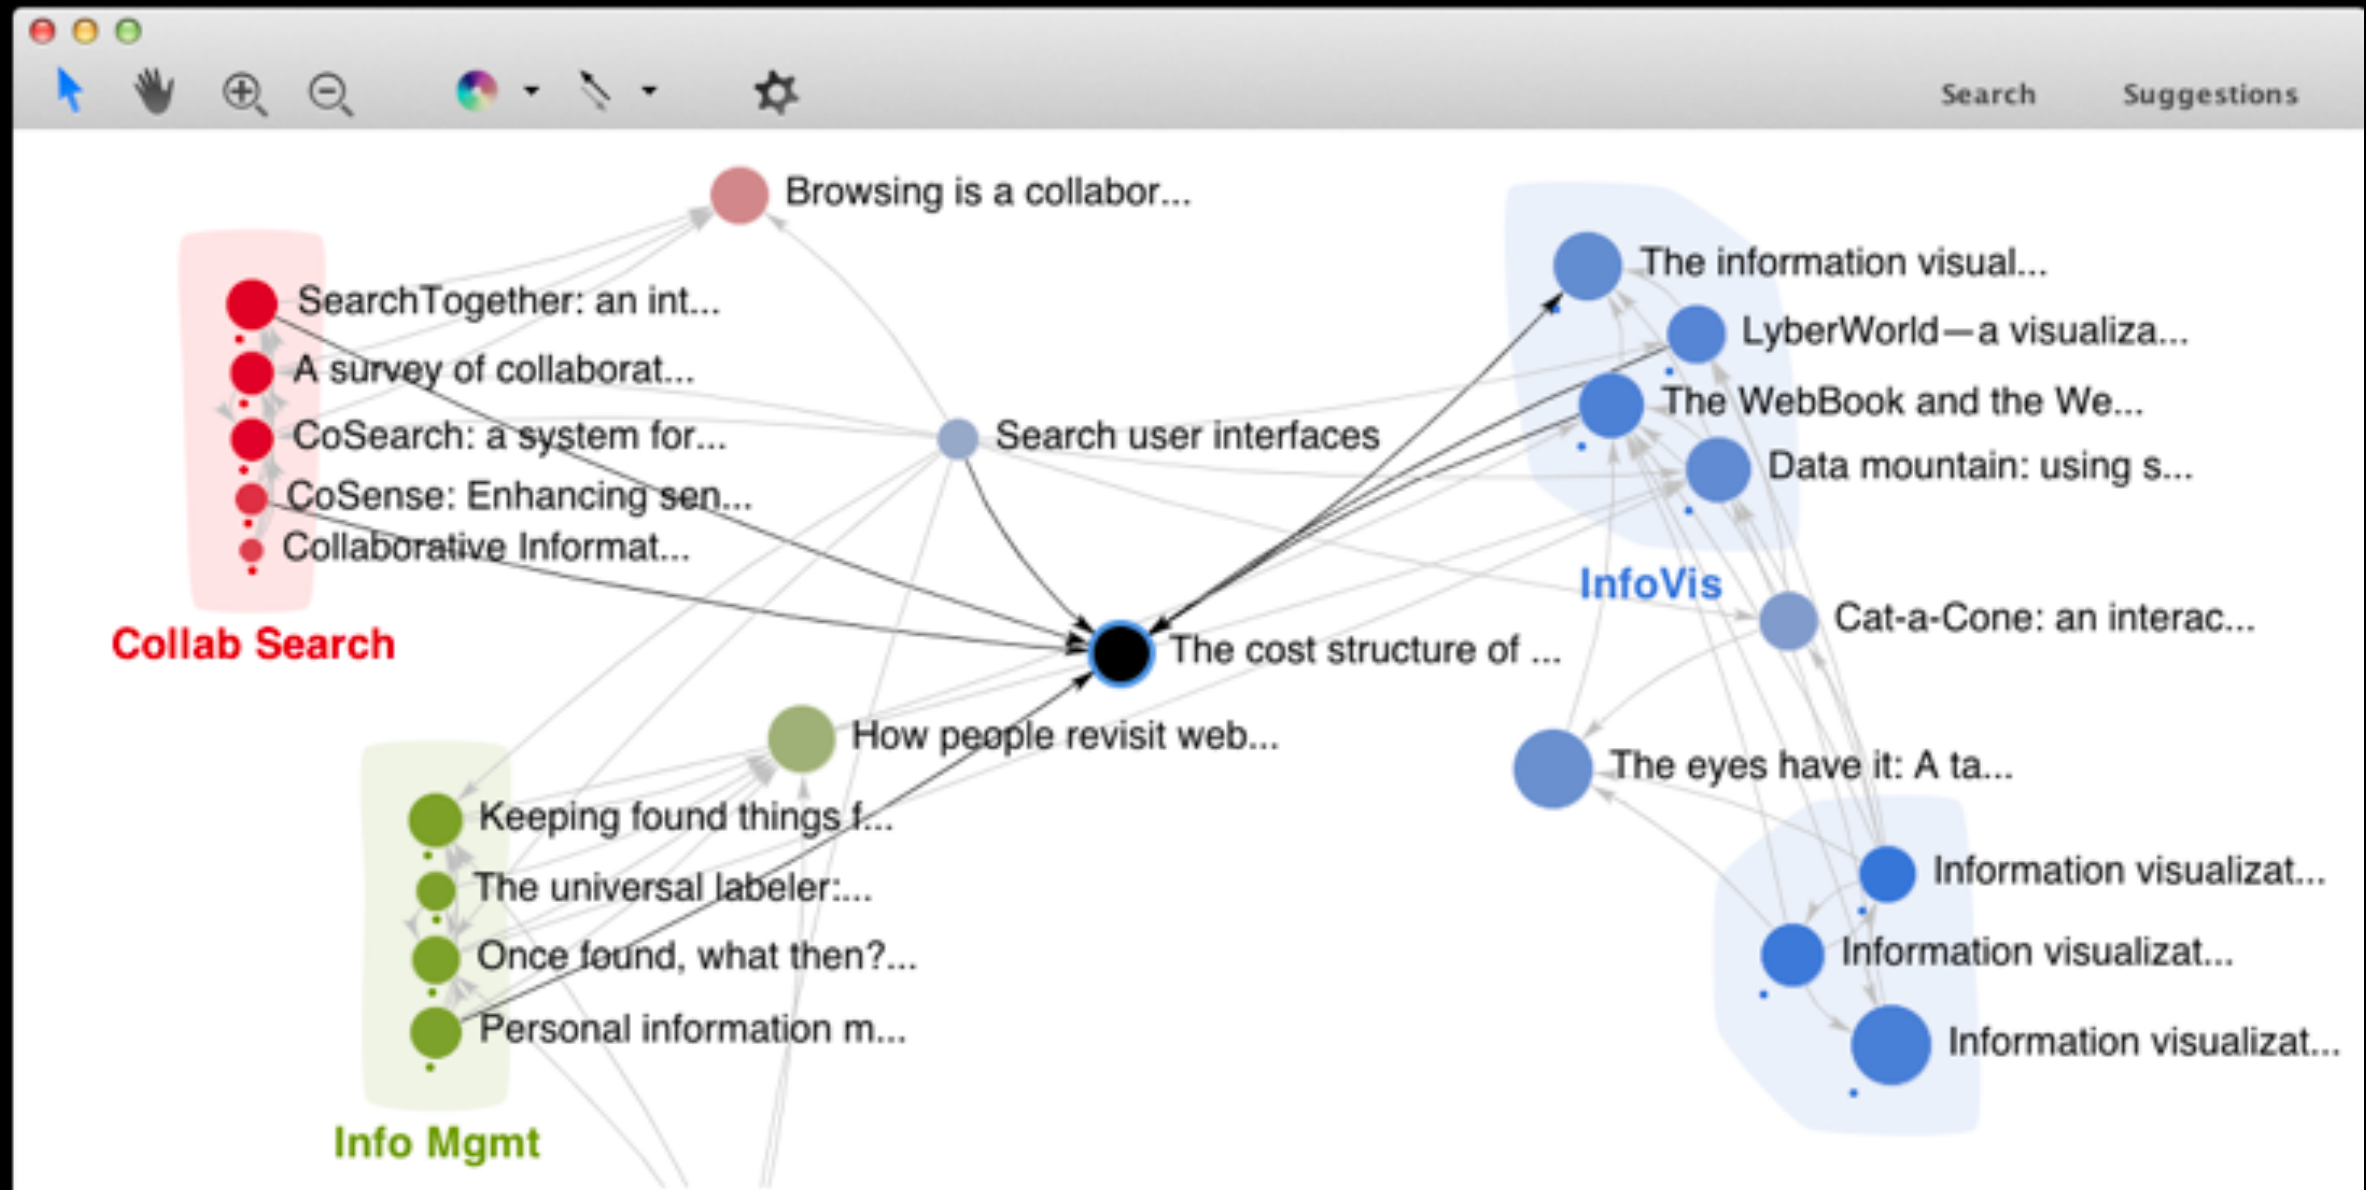 Search Suggestions
Browsing is a collabor...
The information visual...
SearchTogether: an int...
LyberWorld—a visualiza...
A survey of collaborat...
The WebBook and the We...
CoSearch: a system for...
Search user interfaces
Data mountain: using s...
CoSense: Enhancing sen...
Collaborative Informat...
InfoVis
Cat-a-Cone: an interac...
Collab Search
The cost structure of ...
How people revisit web...
The eyes have it: A ta...
Keeping found things f...
Information visualizat...
The universal labeler:...
Once found, what then?...
Information visualizat...
Personal information m...
Information visualizat...
Info Mgmt